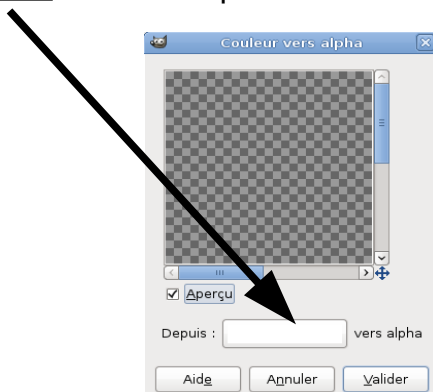 Couleur vers alpha
Aperçu
Depuis : vers alpha
Aide Annuler Valider